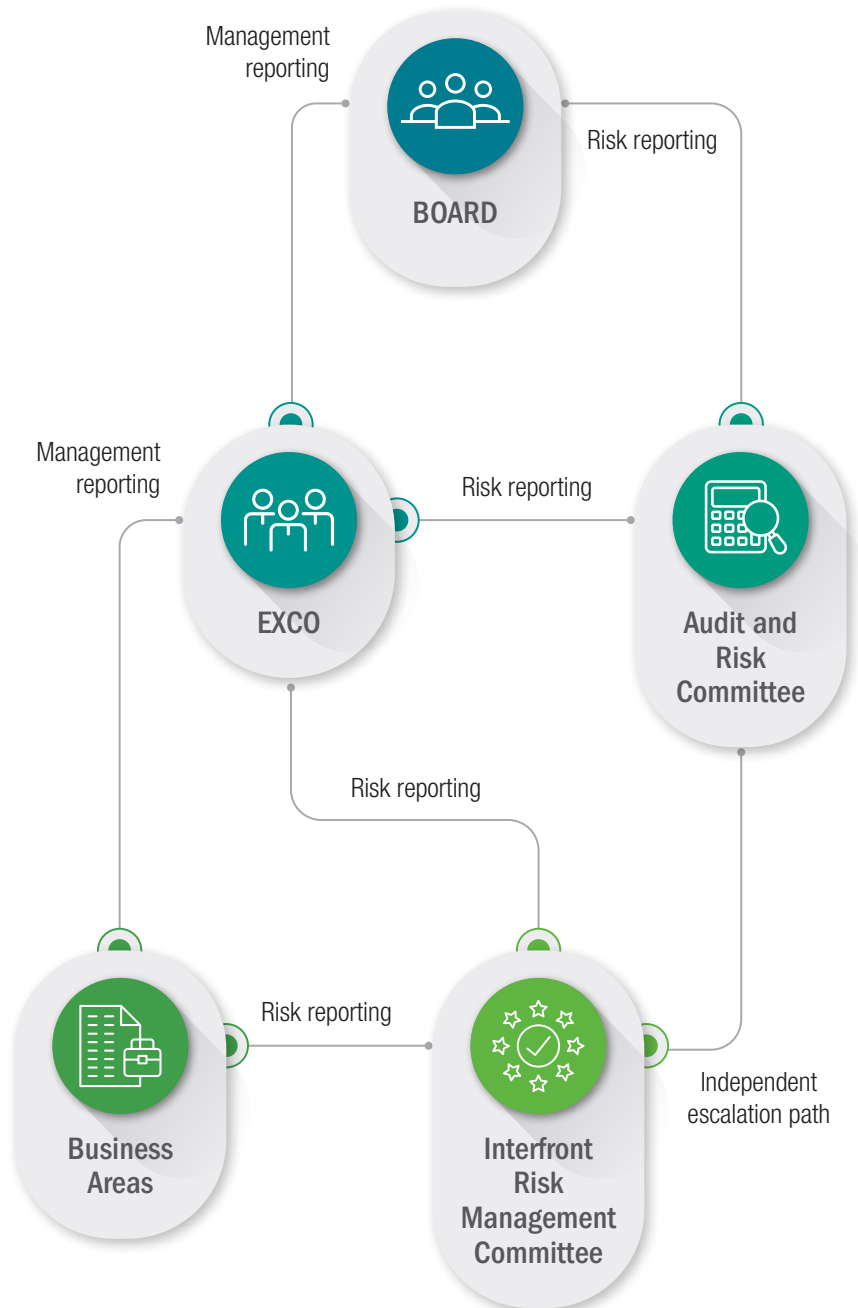 Management
reporting
Risk reporting
BOARD
Management
reporting
Risk reporting
EXCO
Audit and
Risk
Committee
Risk reporting
Risk reporting
Independent
escalation path
Business
Areas
Interfront
Risk
Management
Committee